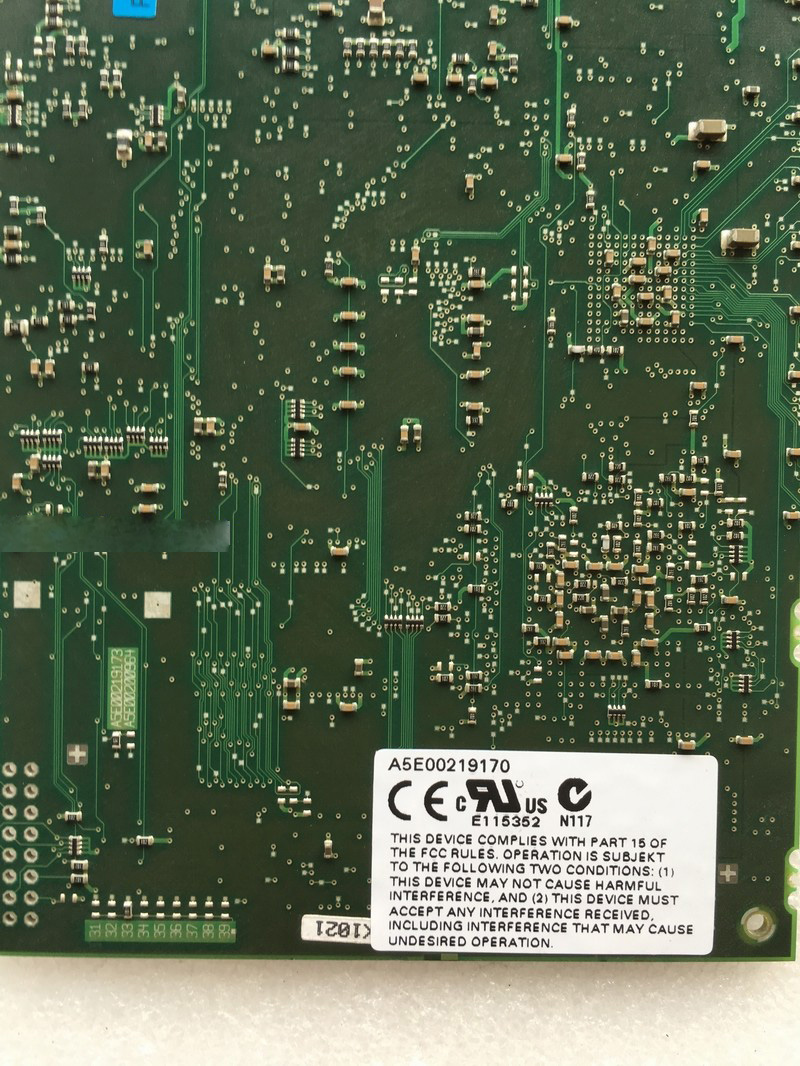 F
A5E00219173
A5E00200984
A5E00219170
CE c RU US
E115352 N117
THIS DEVICE COMPLIES WITH PART 15 OF
THE FCC RULES. OPERATION IS SUBJEKT
TO THE FOLLOWING TWO CONDITIONS: (1)
THIS DEVICE MAY NOT CAUSE HARMFUL
INTERFERENCE, AND (2) THIS DEVICE MUST
ACCEPT ANY INTERFERENCE RECEIVED,
INCLUDING INTERFERENCE THAT MAY CAUSE
UNDESIRED OPERATION.
31 32 33 34 35 36 37 38 39
X1021